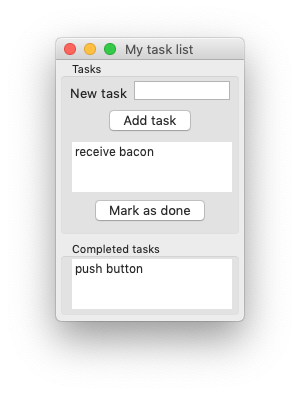 My task list
Tasks
New task
Add task
receive bacon
Mark as done
Completed tasks
push button